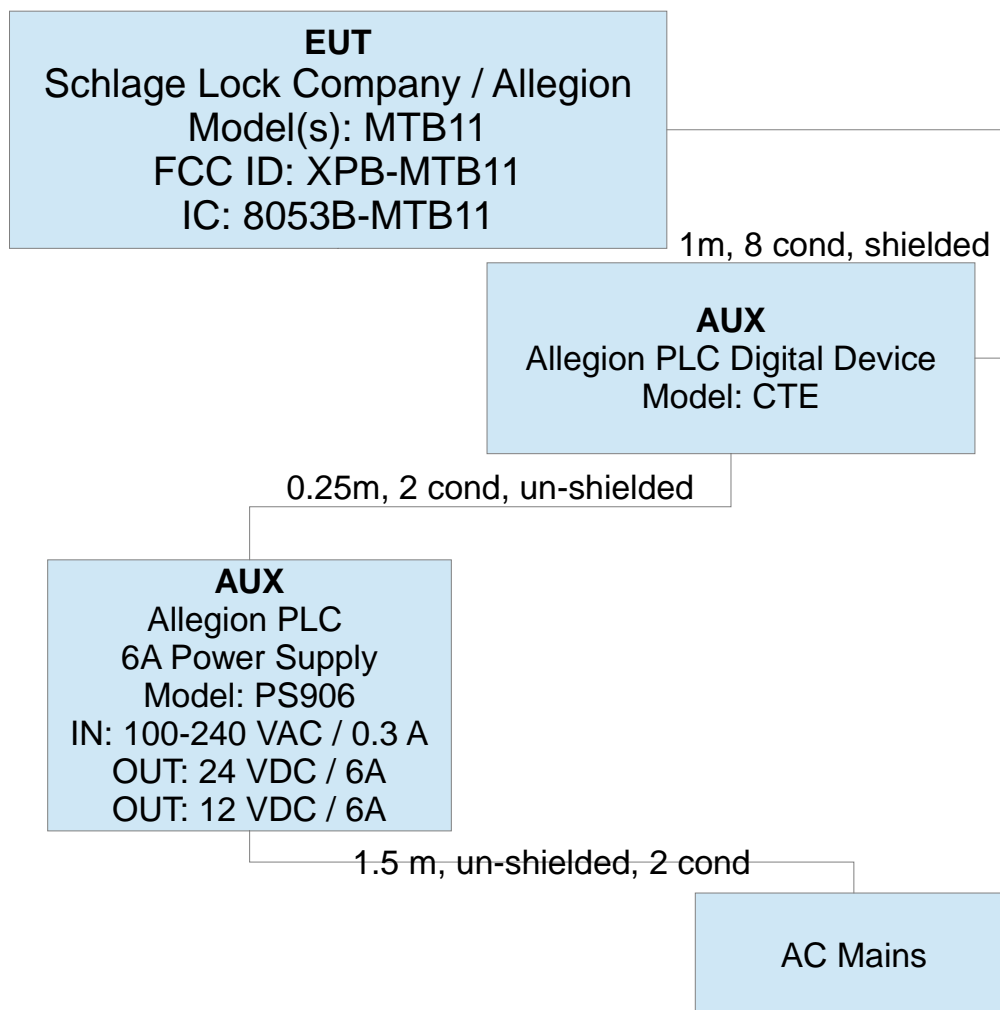 EUT
Schlage Lock Company / Allegion
Model(s): MTB11
FCC ID: XPB-MTB11
IC: 8053B-MTB11
1m, 8 cond, shielded
AUX
Allegion PLC Digital Device
Model: CTE
0.25m, 2 cond, un-shielded
AUX
Allegion PLC
6A Power Supply
Model: PS906
IN: 100-240 VAC / 0.3 A
OUT: 24 VDC / 6A
OUT: 12 VDC / 6A
1.5 m, un-shielded, 2 cond
AC Mains